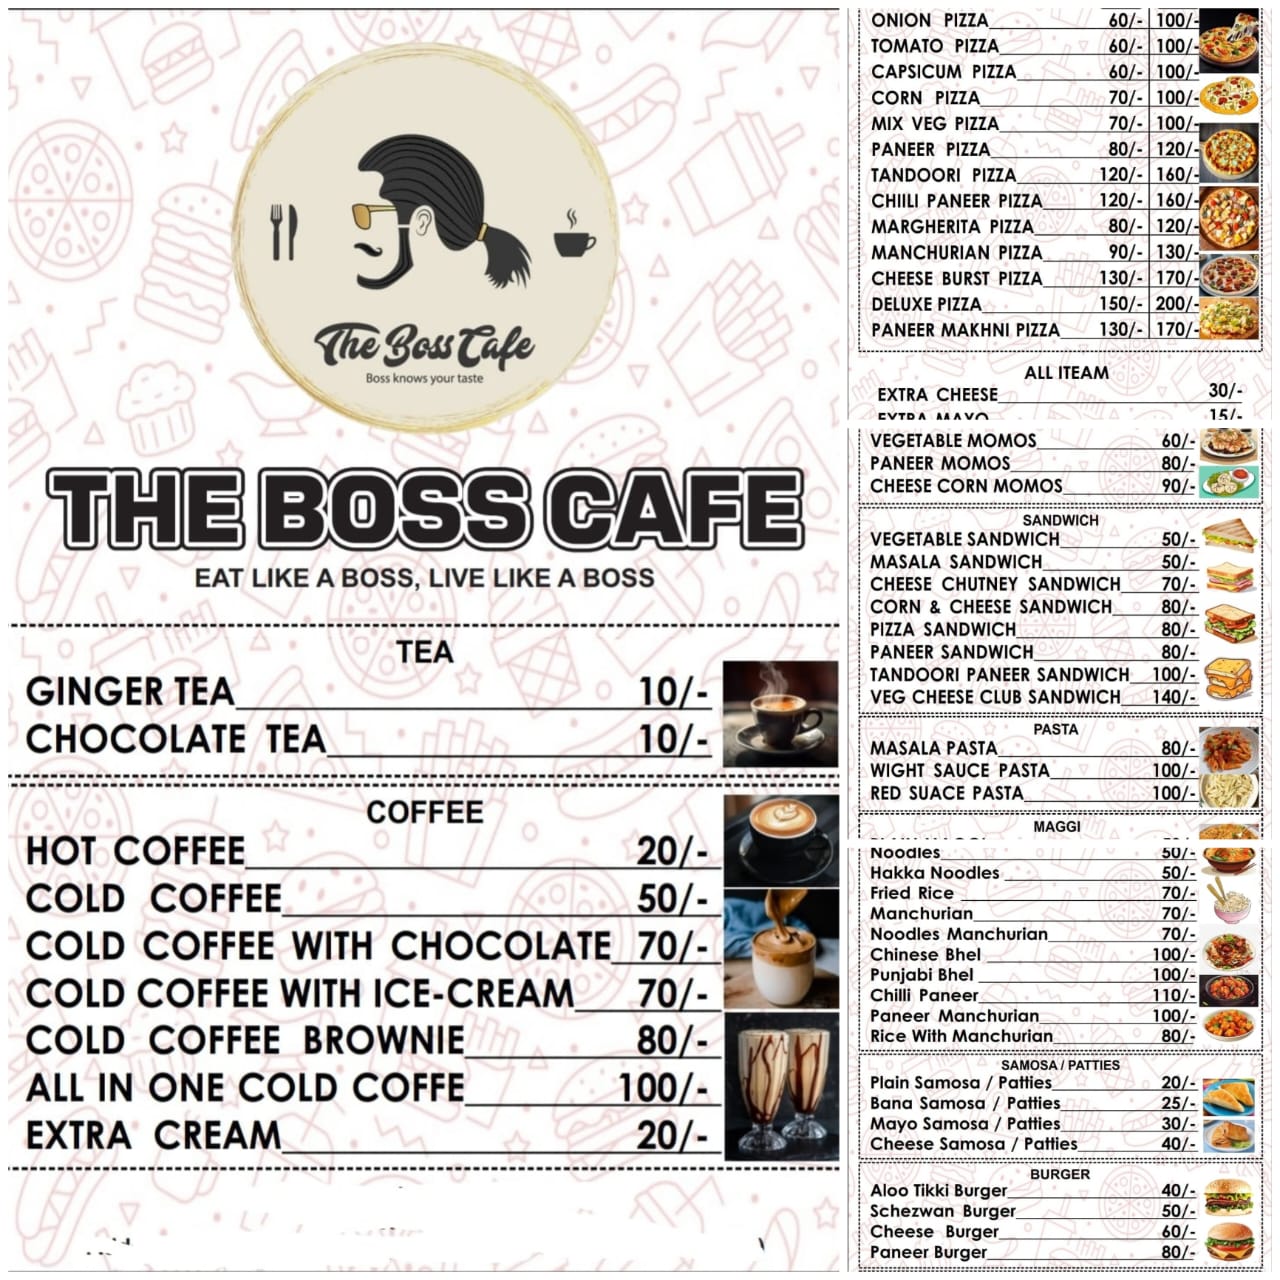 The Boss Cafe
Boss knows your taste
THE BOSS CAFE
EAT LIKE A BOSS, LIVE LIKE A BOSS
TEA
GINGER TEA 10/-
CHOCOLATE TEA 10/-
COFFEE
HOT COFFEE 20/-
COLD COFFEE 50/-
COLD COFFEE WITH CHOCOLATE 70/-
COLD COFFEE WITH ICE-CREAM 70/-
COLD COFFEE BROWNIE 80/-
ALL IN ONE COLD COFFE 100/-
EXTRA CREAM 20/-
ONION PIZZA 60/- 100/-
TOMATO PIZZA 60/- 100/-
CAPSICUM PIZZA 60/- 100/-
CORN PIZZA 70/- 100/-
MIX VEG PIZZA 70/- 100/-
PANEER PIZZA 80/- 120/-
TANDOORI PIZZA 120/- 160/-
CHIILI PANEER PIZZA 120/- 160/-
MARGHERITA PIZZA 80/- 120/-
MANCHURIAN PIZZA 90/- 130/-
CHEESE BURST PIZZA 130/- 170/-
DELUXE PIZZA 150/- 200/-
PANEER MAKHNI PIZZA 130/- 170/-
ALL ITEAM
EXTRA CHEESE 30/-
EXTRA MAYO 15/-
VEGETABLE MOMOS 60/-
PANEER MOMOS 80/-
CHEESE CORN MOMOS 90/-
SANDWICH
VEGETABLE SANDWICH 50/-
MASALA SANDWICH 50/-
CHEESE CHUTNEY SANDWICH 70/-
CORN & CHEESE SANDWICH 80/-
PIZZA SANDWICH 80/-
PANEER SANDWICH 80/-
TANDOORI PANEER SANDWICH 100/-
VEG CHEESE CLUB SANDWICH 140/-
PASTA
MASALA PASTA 80/-
WIGHT SAUCE PASTA 100/-
RED SUACE PASTA 100/-
MAGGI
Noodles 50/-
Hakka Noodles 50/-
Fried Rice 70/-
Manchurian 70/-
Noodles Manchurian 70/-
Chinese Bhel 100/-
Punjabi Bhel 100/-
Chilli Paneer 110/-
Paneer Manchurian 100/-
Rice With Manchurian 80/-
SAMOSA / PATTIES
Plain Samosa / Patties 20/-
Bana Samosa / Patties 25/-
Mayo Samosa / Patties 30/-
Cheese Samosa / Patties 40/-
BURGER
Aloo Tikki Burger 40/-
Schezwan Burger 50/-
Cheese Burger 60/-
Paneer Burger 80/-